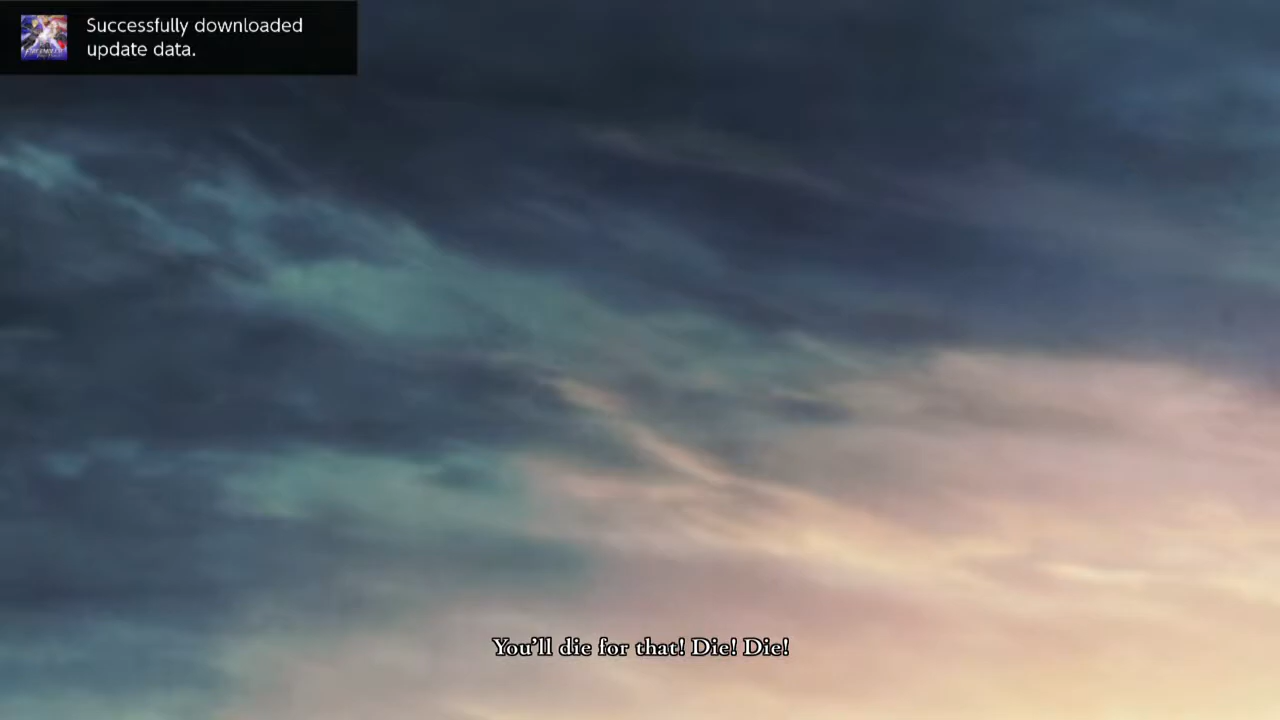 Successfully downloaded
update data.
You'll die for that! Die! Die!